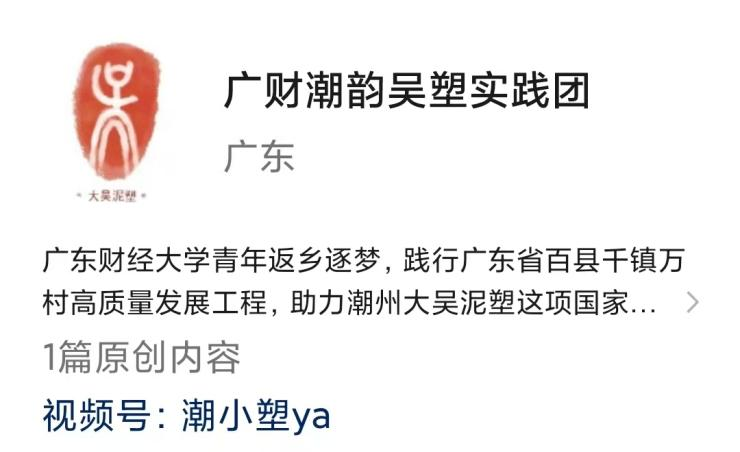 吴
广财潮韵吴塑实践团
广东
大吴泥塑
广东财经大学青年返乡逐梦，践行广东省百县千镇万
村高质量发展工程，助力潮州大吴泥塑这项国家...
1篇原创内容
视频号：潮小塑ya